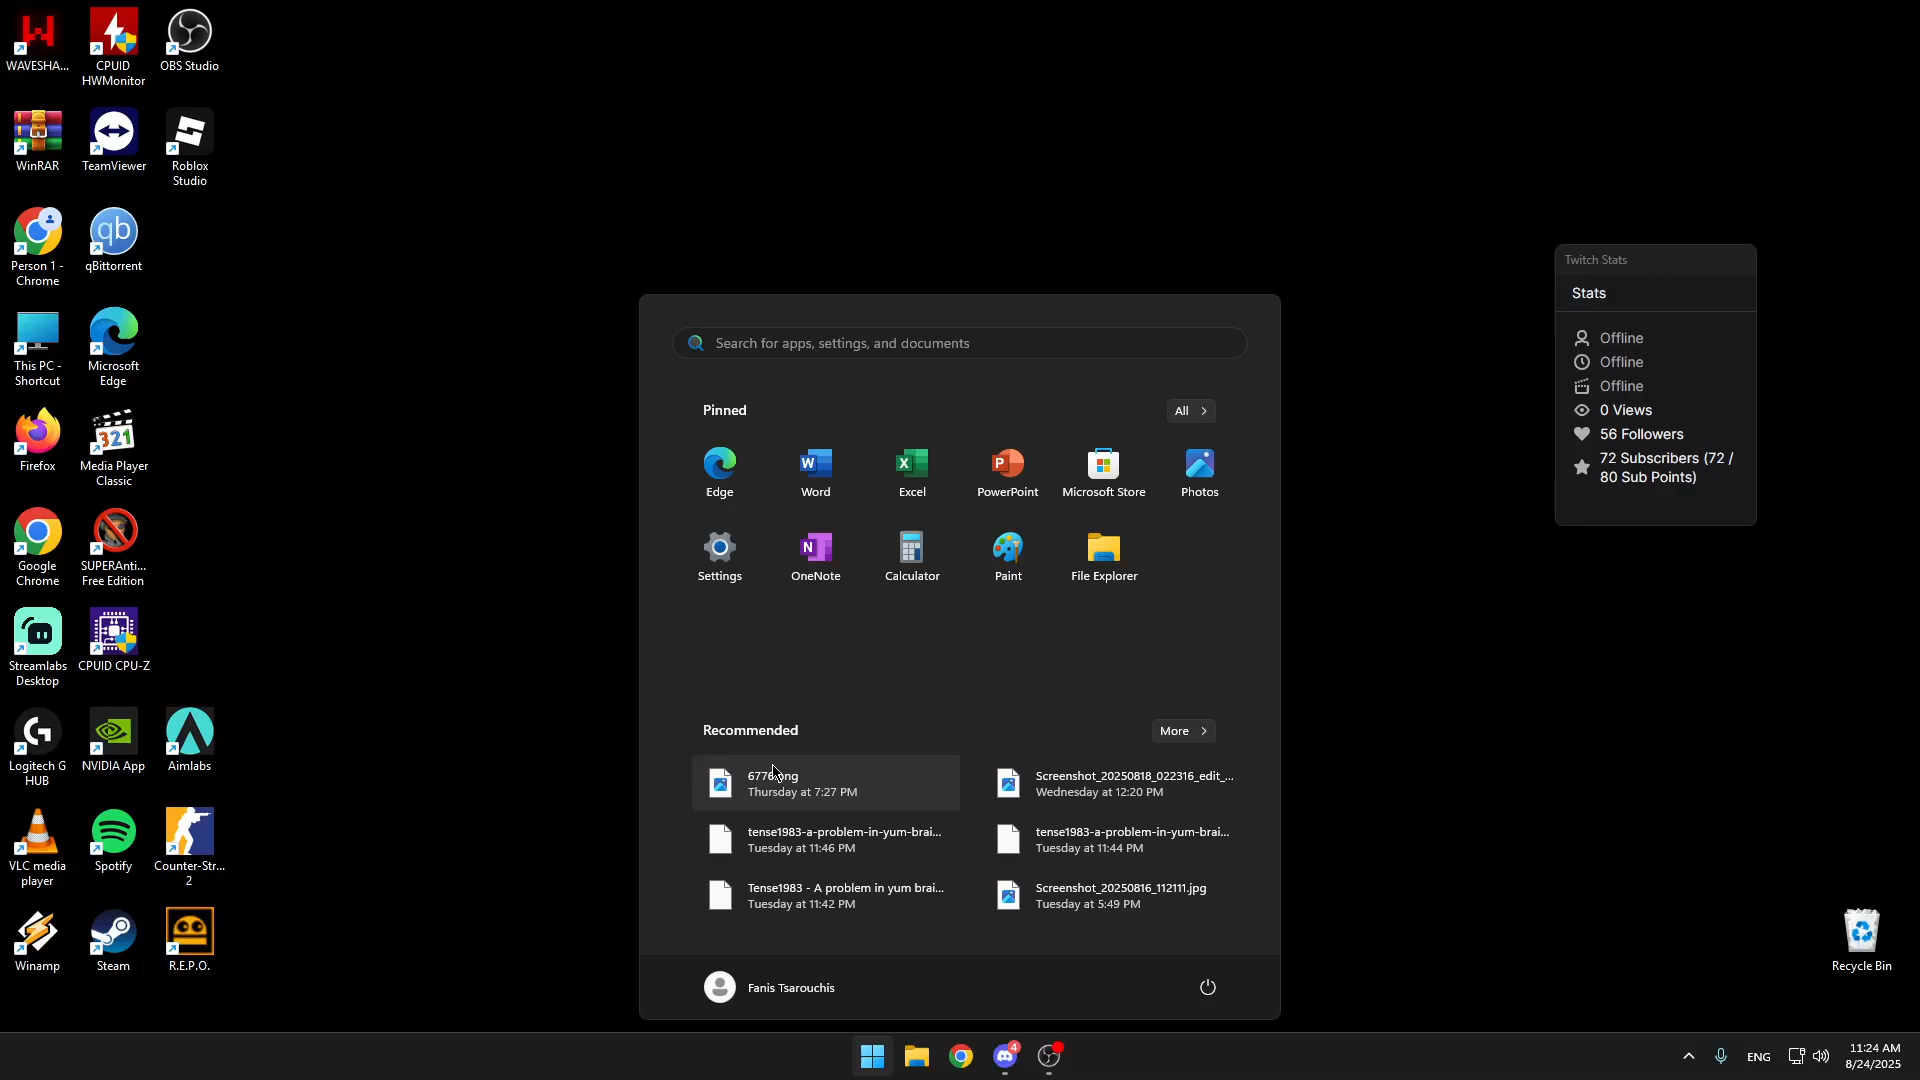 WAVESHA...
CPUID
HWMonitor
OBS Studio
WinRAR
TeamViewer
Roblox
Studio
Person 1 -
Chrome
qBittorrent
This PC -
Shortcut
Microsoft
Edge
Firefox
Media Player
Classic
Google
Chrome
SUPERAnti...
Free Edition
Streamlabs
Desktop
CPUID CPU-Z
Logitech G
HUB
NVIDIA App
Aimlabs
VLC media
player
Spotify
Counter-Str...
2
Winamp
Steam
R.E.P.O.
Search for apps, settings, and documents
Pinned
All
Edge
Word
Excel
PowerPoint
Microsoft Store
Photos
Settings
OneNote
Calculator
Paint
File Explorer
Recommended
More
6776.png
Thursday at 7:27 PM
Screenshot_20250818_022316_edit_...
Wednesday at 12:20 PM
tense1983-a-problem-in-yum-brai...
Tuesday at 11:46 PM
tense1983-a-problem-in-yum-brai...
Tuesday at 11:44 PM
Tense1983 - A problem in yum brai...
Tuesday at 11:42 PM
Screenshot_20250816_112111.jpg
Tuesday at 5:49 PM
Fanis Tsarouchis
Twitch Stats
Stats
Offline
Offline
Offline
0 Views
56 Followers
72 Subscribers (72 /
80 Sub Points)
Recycle Bin
4
ENG
11:24 AM
8/24/2025